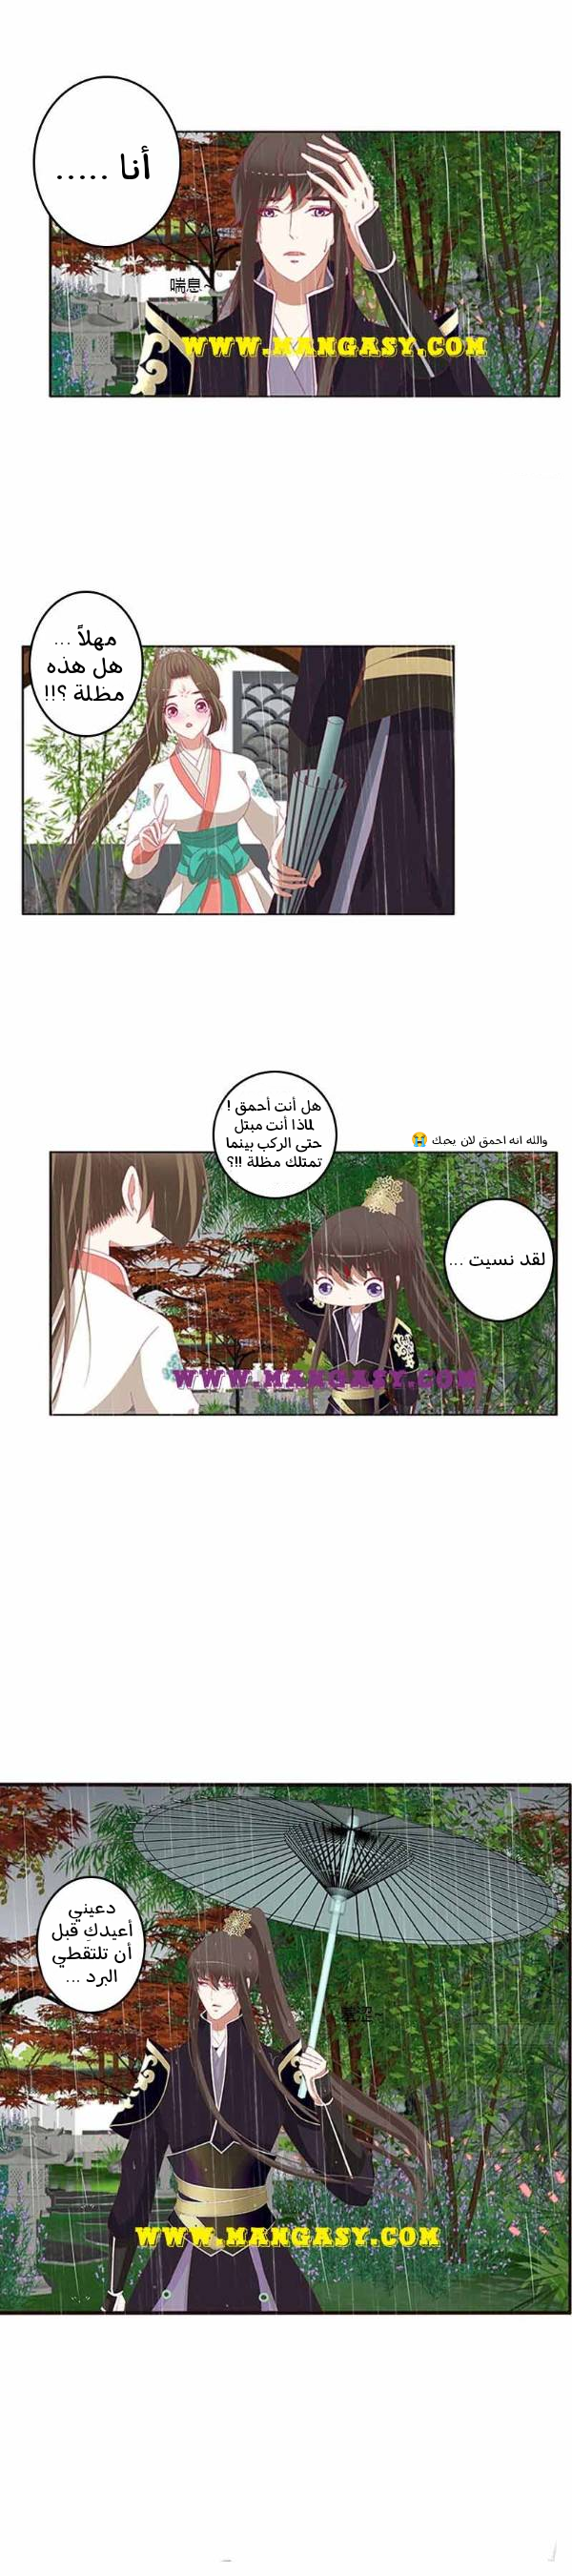 أنا .....
喘息~
WWW.MANGASY.COM
مهلاً ...
هل هذه
مظلة ؟!!
هل أنت أحمق !
لماذا أنت مبتل
حتى الركب بينما
تمتلك مظلة !!؟
والله انه احمق لان يحبك 😭
لقد نسيت ...
WWW.MANGASY.COM
دعيني
أعيدكِ قبل
أن تلتقطي
البرد ...
WWW.MANGASY.COM